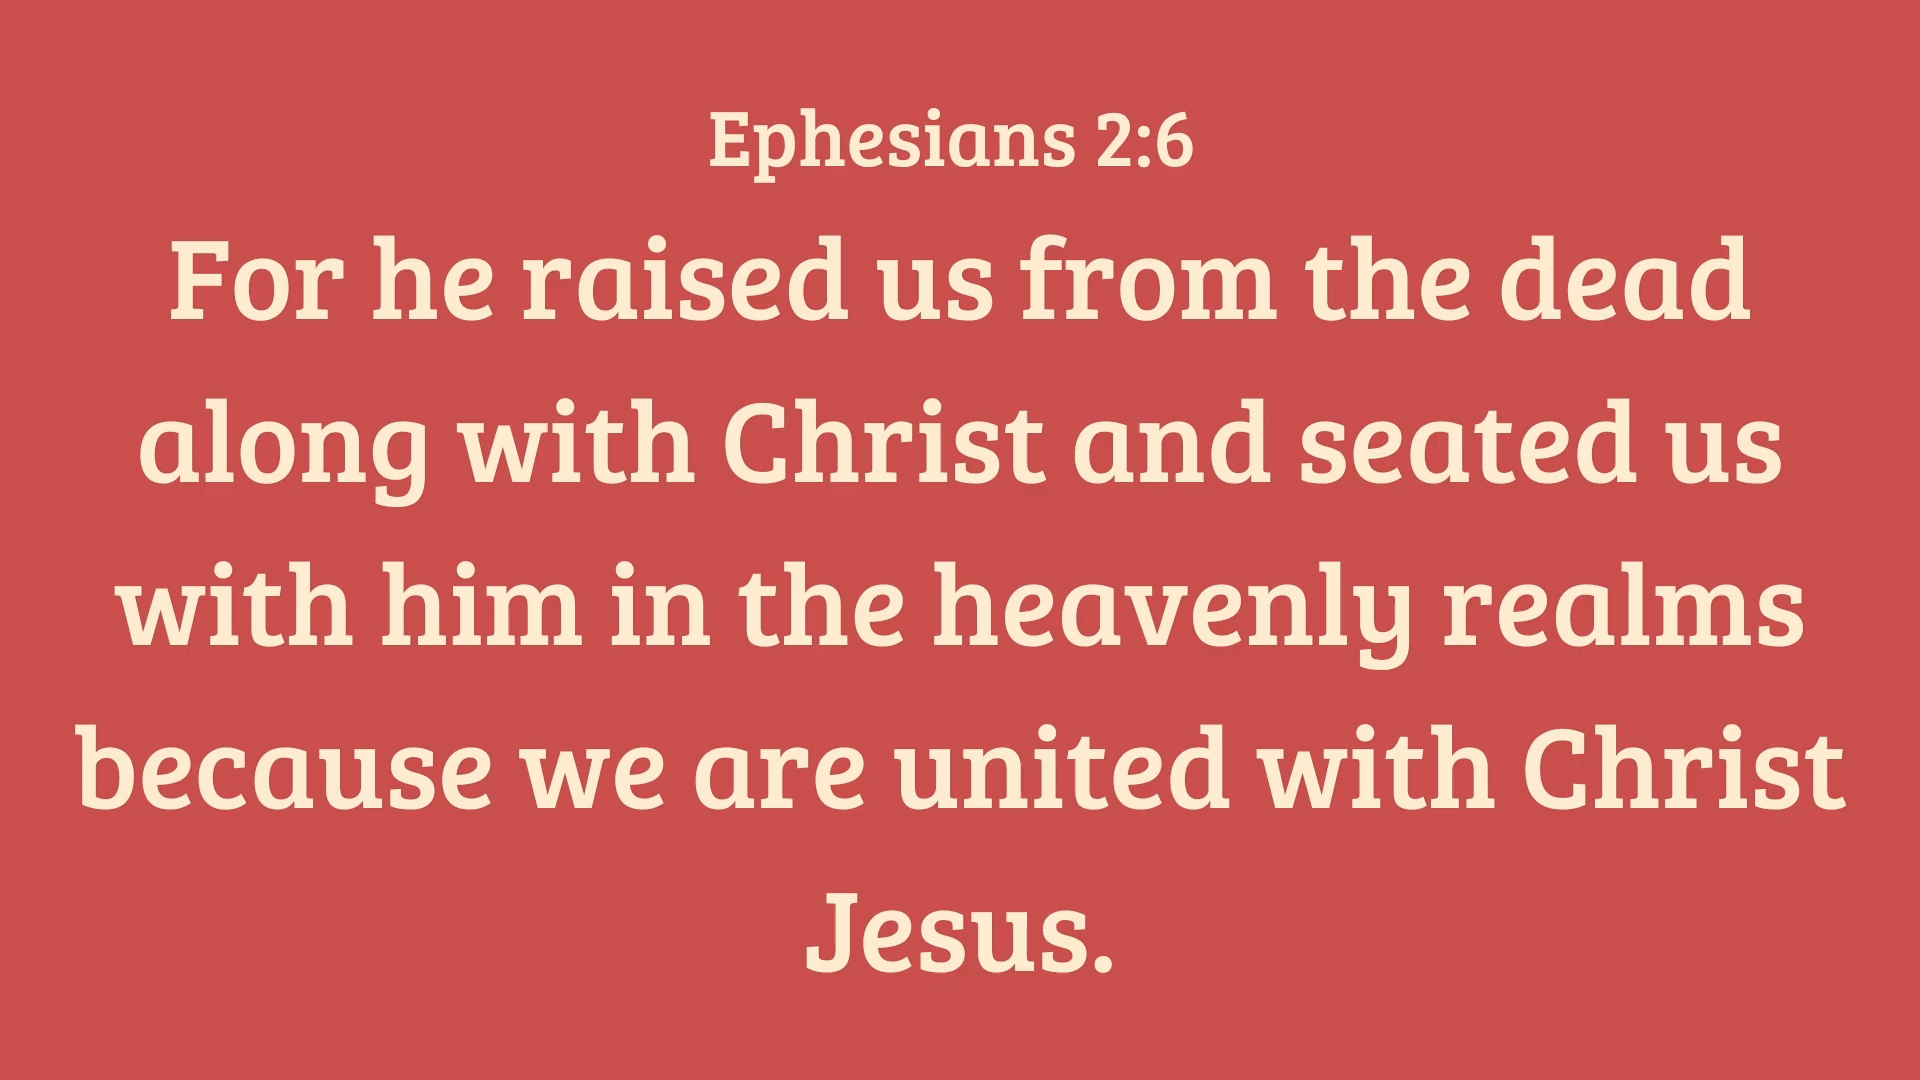 Ephesians 2:6
For he raised us from the dead
along with Christ and seated us
with him in the heavenly realms
because we are united with Christ
Jesus.